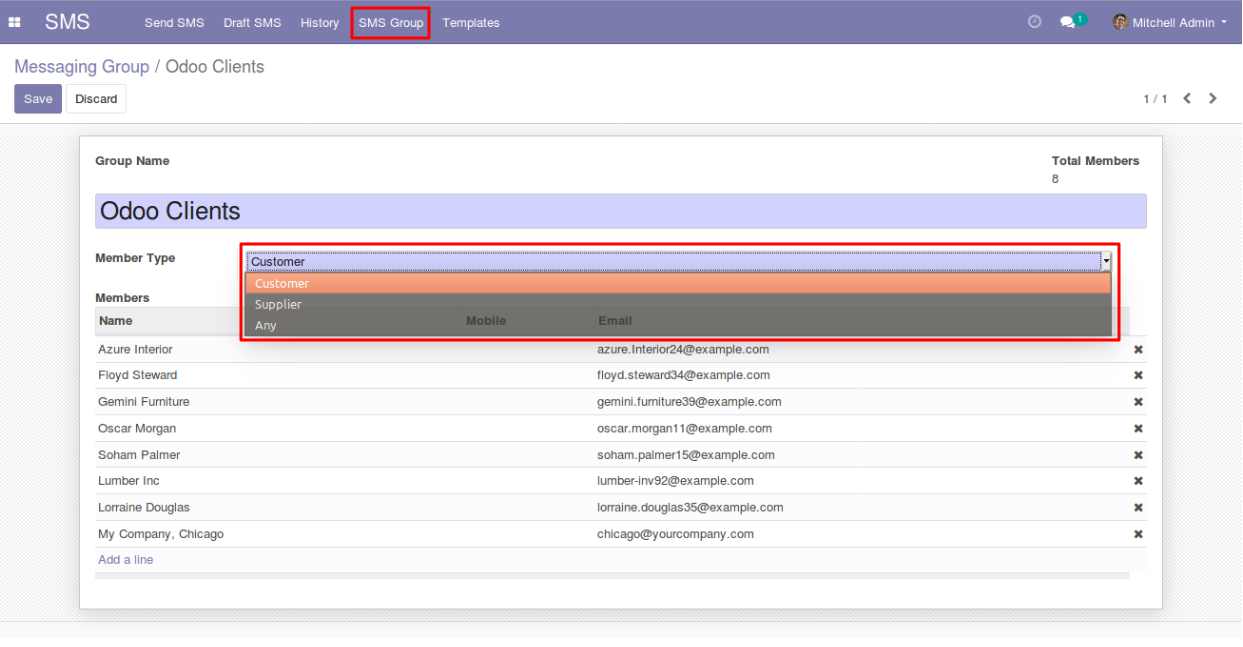 SMS Send SMS Draft SMS History SMS Group Templates 1 Mitchell Admin
Messaging Group / Odoo Clients
Save Discard 1 / 1
Group Name Total Members
8
Odoo Clients
Member Type Customer
Customer
Members Supplier
Name Any Mobile Email
Azure Interior azure.Interior24@example.com
Floyd Steward floyd.steward34@example.com
Gemini Furniture gemini.furniture39@example.com
Oscar Morgan oscar.morgan11@example.com
Soham Palmer soham.palmer15@example.com
Lumber Inc lumber-inv92@example.com
Lorraine Douglas lorraine.douglas35@example.com
My Company, Chicago chicago@yourcompany.com
Add a line